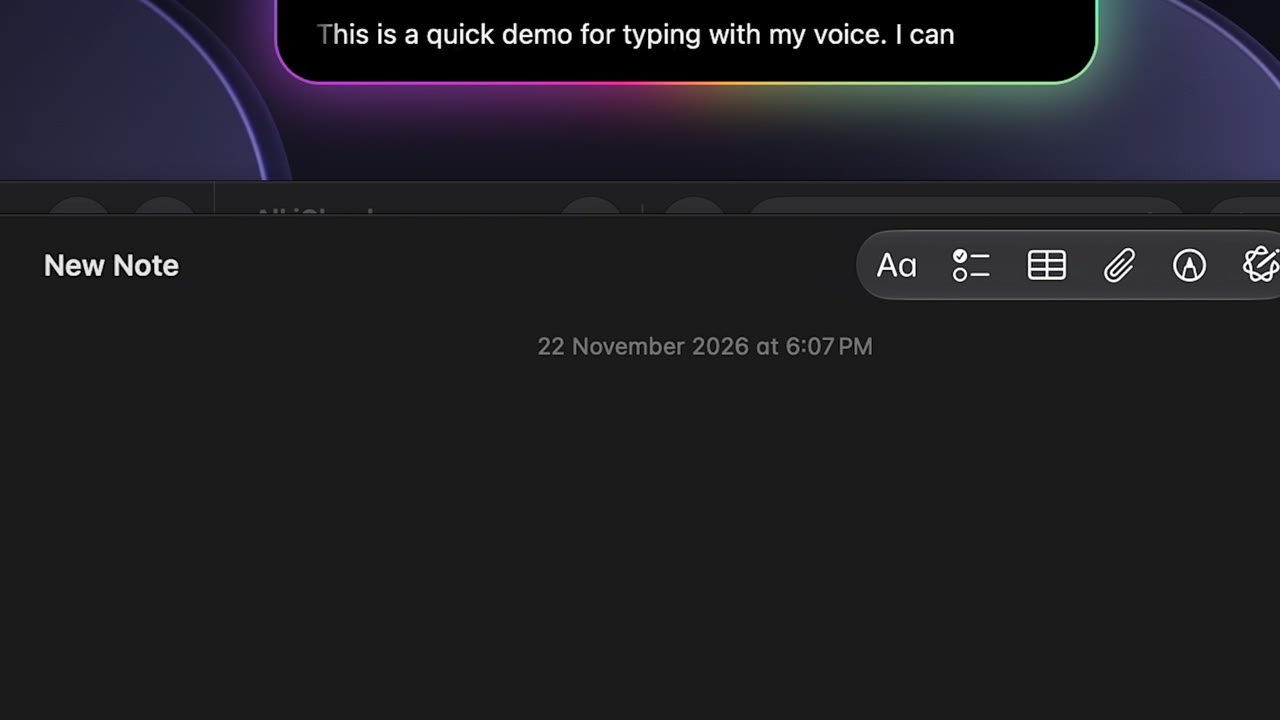 This is a quick demo for typing with my voice. I can
New Note
Aa
22 November 2026 at 6:07 PM